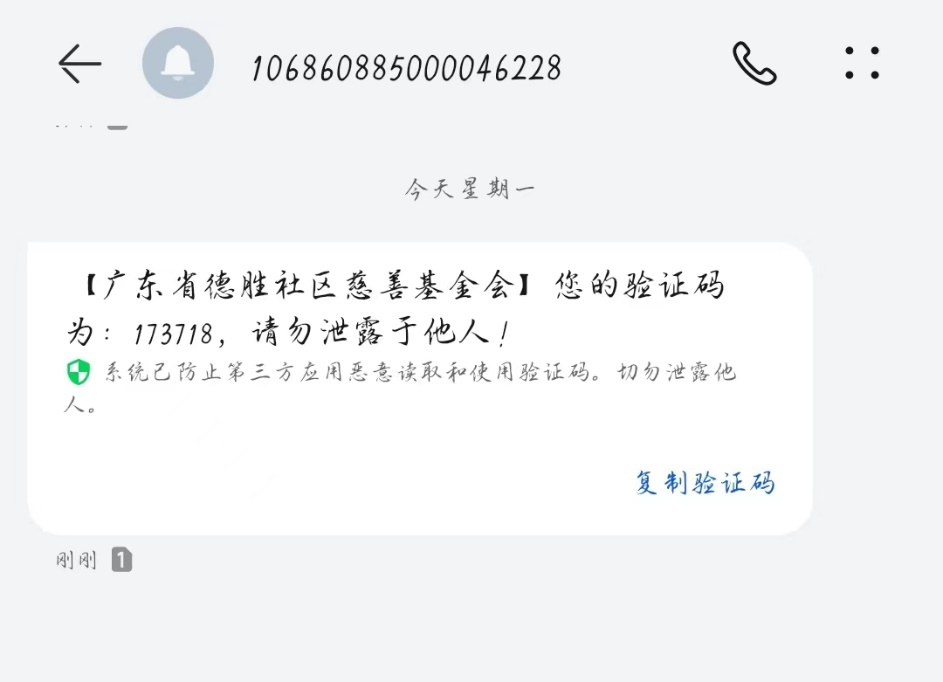 106860885000046228
今天星期一
【广东省德胜社区慈善基金会】您的验证码
为：173718，请勿泄露于他人！
系统已防止第三方应用恶意读取和使用验证码。切勿泄露他
人。
复制验证码
刚刚 1